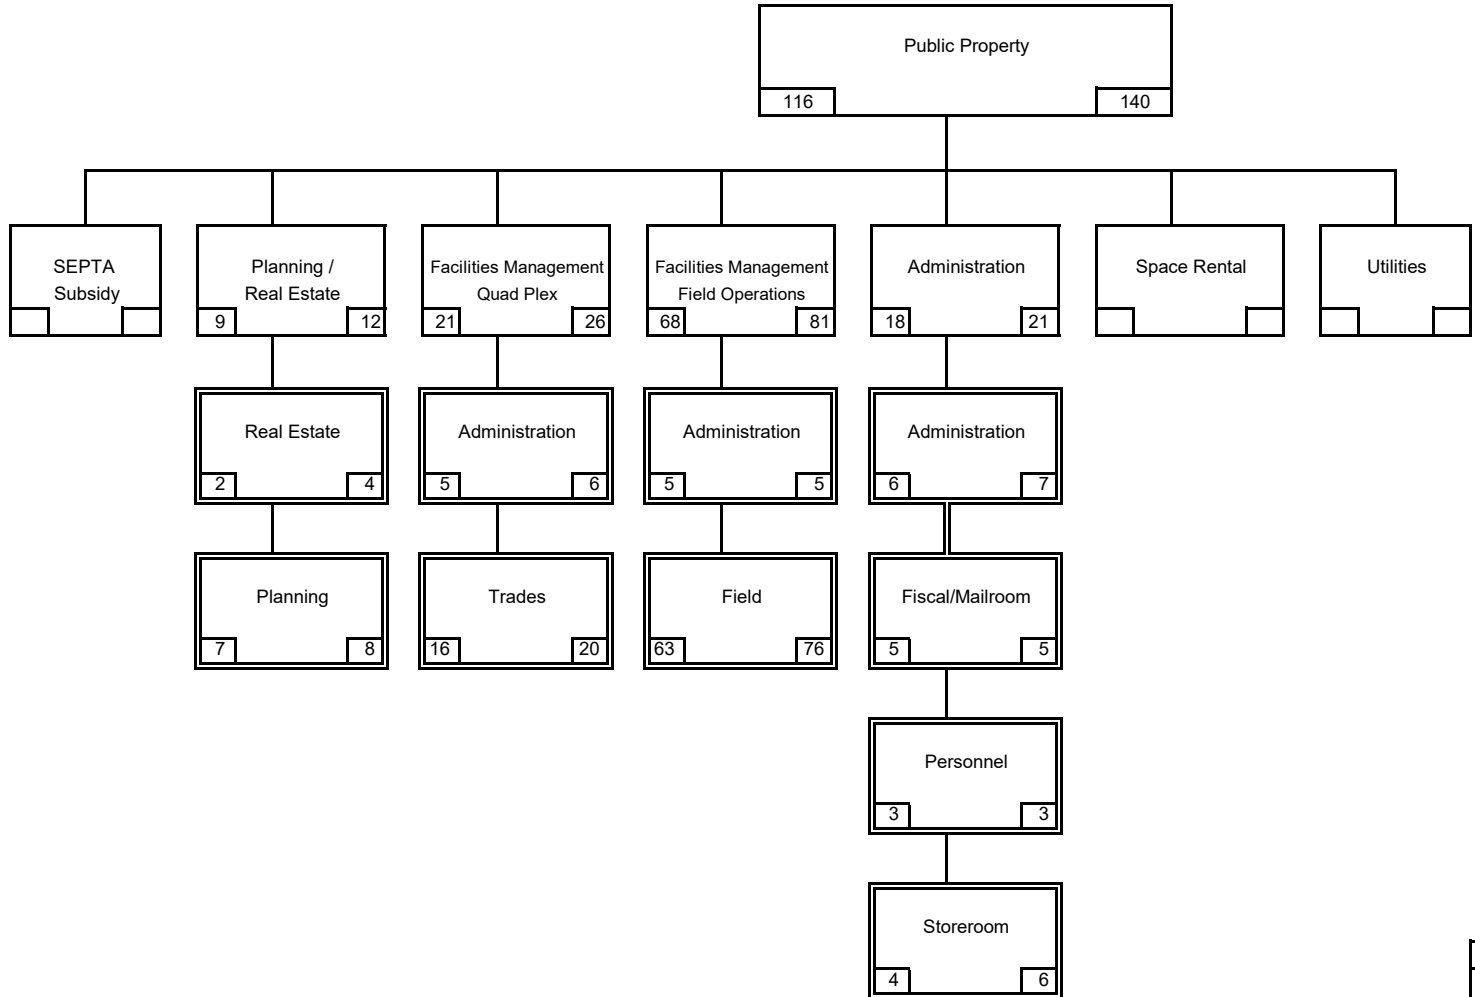 Public Property
116 140
SEPTA
Subsidy
Planning /
Real Estate
9 12
Facilities Management
Quad Plex
21 26
Facilities Management
Field Operations
68 81
Administration
18 21
Space Rental
Utilities
Real Estate
2 4
Administration
5 6
Administration
5 5
Administration
6 7
Planning
7 8
Trades
16 20
Field
63 76
Fiscal/Mailroom
5 5
Personnel
3 3
Storeroom
4 6